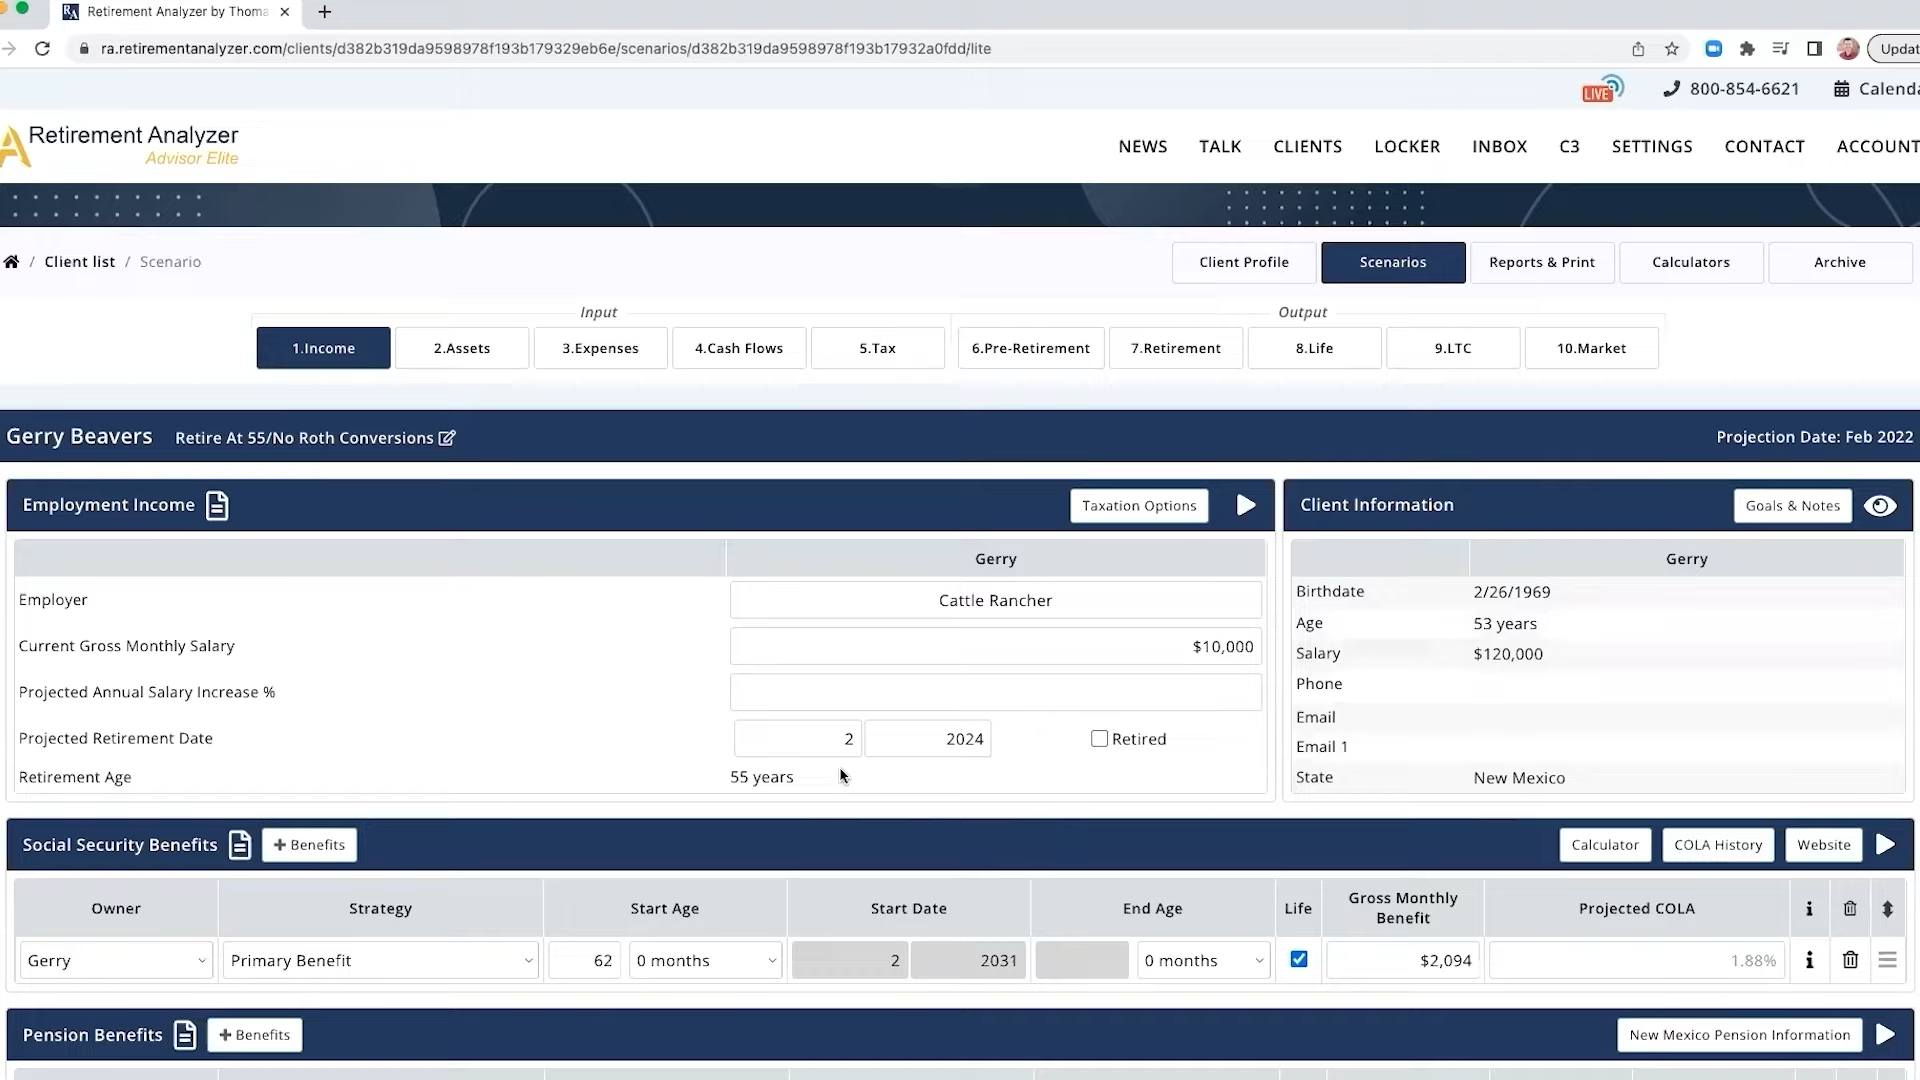 Retirement Analyzer by Thoma
ra.retirementanalyzer.com/clients/d382b319da9598978f193b179329eb6e/scenarios/d382b319da9598978f193b17932a0fdd/lite
Updat
LIVE 800-854-6621 Calenda
Retirement Analyzer
Advisor Elite
NEWS TALK CLIENTS LOCKER INBOX C3 SETTINGS CONTACT ACCOUNT
/ Client list / Scenario
Client Profile Scenarios Reports & Print Calculators Archive
Input Output
1.Income 2.Assets 3.Expenses 4.Cash Flows 5.Tax 6.Pre-Retirement 7.Retirement 8.Life 9.LTC 10.Market
Gerry Beavers Retire At 55/No Roth Conversions Projection Date: Feb 2022
Employment Income Taxation Options
Gerry
Employer Cattle Rancher
Current Gross Monthly Salary $10,000
Projected Annual Salary Increase %
Projected Retirement Date 2 2024 Retired
Retirement Age 55 years
Client Information Goals & Notes
Gerry
Birthdate 2/26/1969
Age 53 years
Salary $120,000
Phone
Email
Email 1
State New Mexico
Social Security Benefits + Benefits Calculator COLA History Website
Owner Strategy Start Age Start Date End Age Life Gross Monthly Benefit Projected COLA i
Gerry Primary Benefit 62 0 months 2 2031 0 months $2,094 1.88% i
Pension Benefits + Benefits New Mexico Pension Information